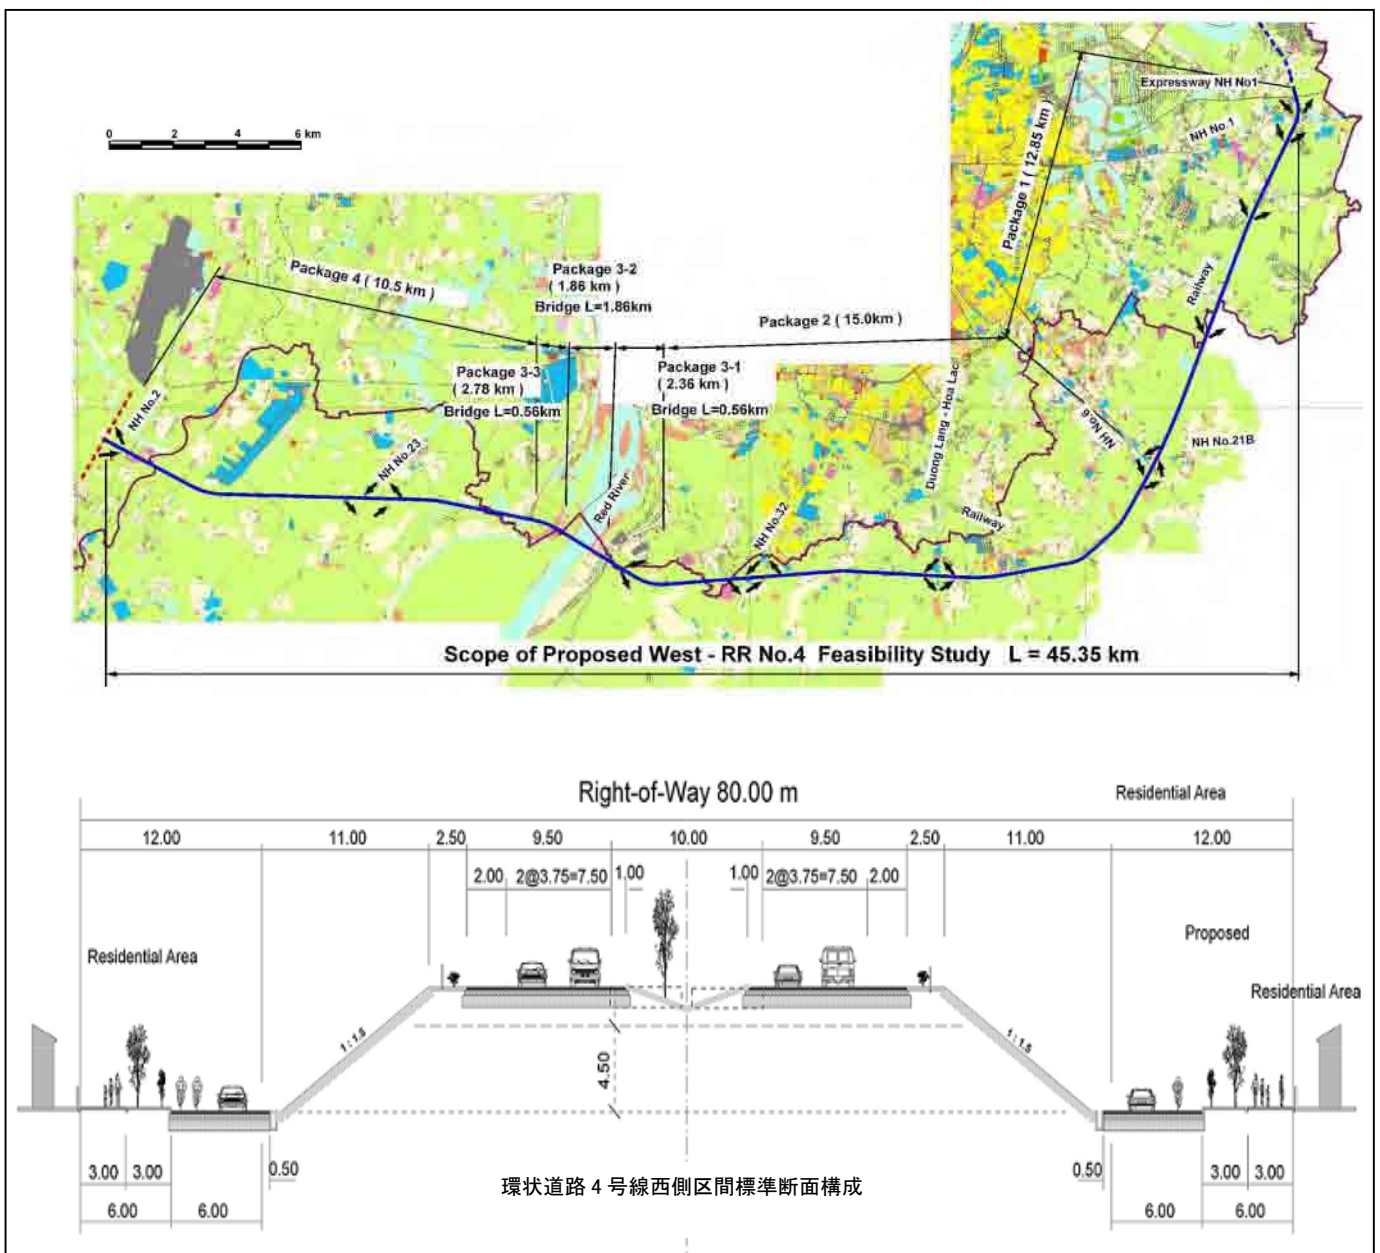 Expressway NH No1
NH No.1
Package 1 ( 12.85 km)
0 2 4 6 km
Railway
Package 4 ( 10.5 km )
Package 3-2
( 1.86 km )
Bridge L=1.86km
Package 2 ( 15.0km )
Package 3-3
( 2.78 km )
Bridge L=0.56km
Package 3-1
( 2.36 km )
Bridge L=0.56km
Duong Lang - Hoa Lac
NH No.2
NH No.6
NH No.21B
NH No.23
Red River
NH No.32
Railway
Scope of Proposed West - RR No.4 Feasibility Study L = 45.35 km
Right-of-Way 80.00 m
Residential Area
12.00 11.00 2.50 9.50 10.00 9.50 2.50 11.00 12.00
2.00 2@3.75=7.50 1.00 1.00 2@3.75=7.50 2.00
Proposed
Residential Area
Residential Area
1:1.5 1:1.5
4.50
3.00 3.00 0.50 0.50 3.00 3.00
環状道路4号線西側区間標準断面構成
6.00 6.00 6.00 6.00